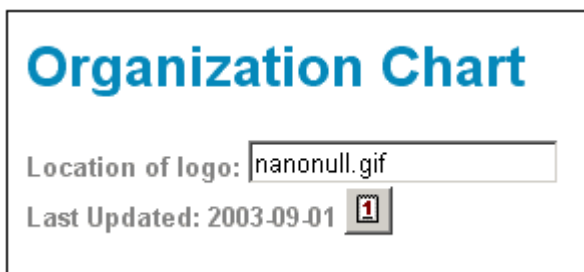 Organization Chart
Location of logo: nanonull.gif
Last Updated: 2003-09-01 1